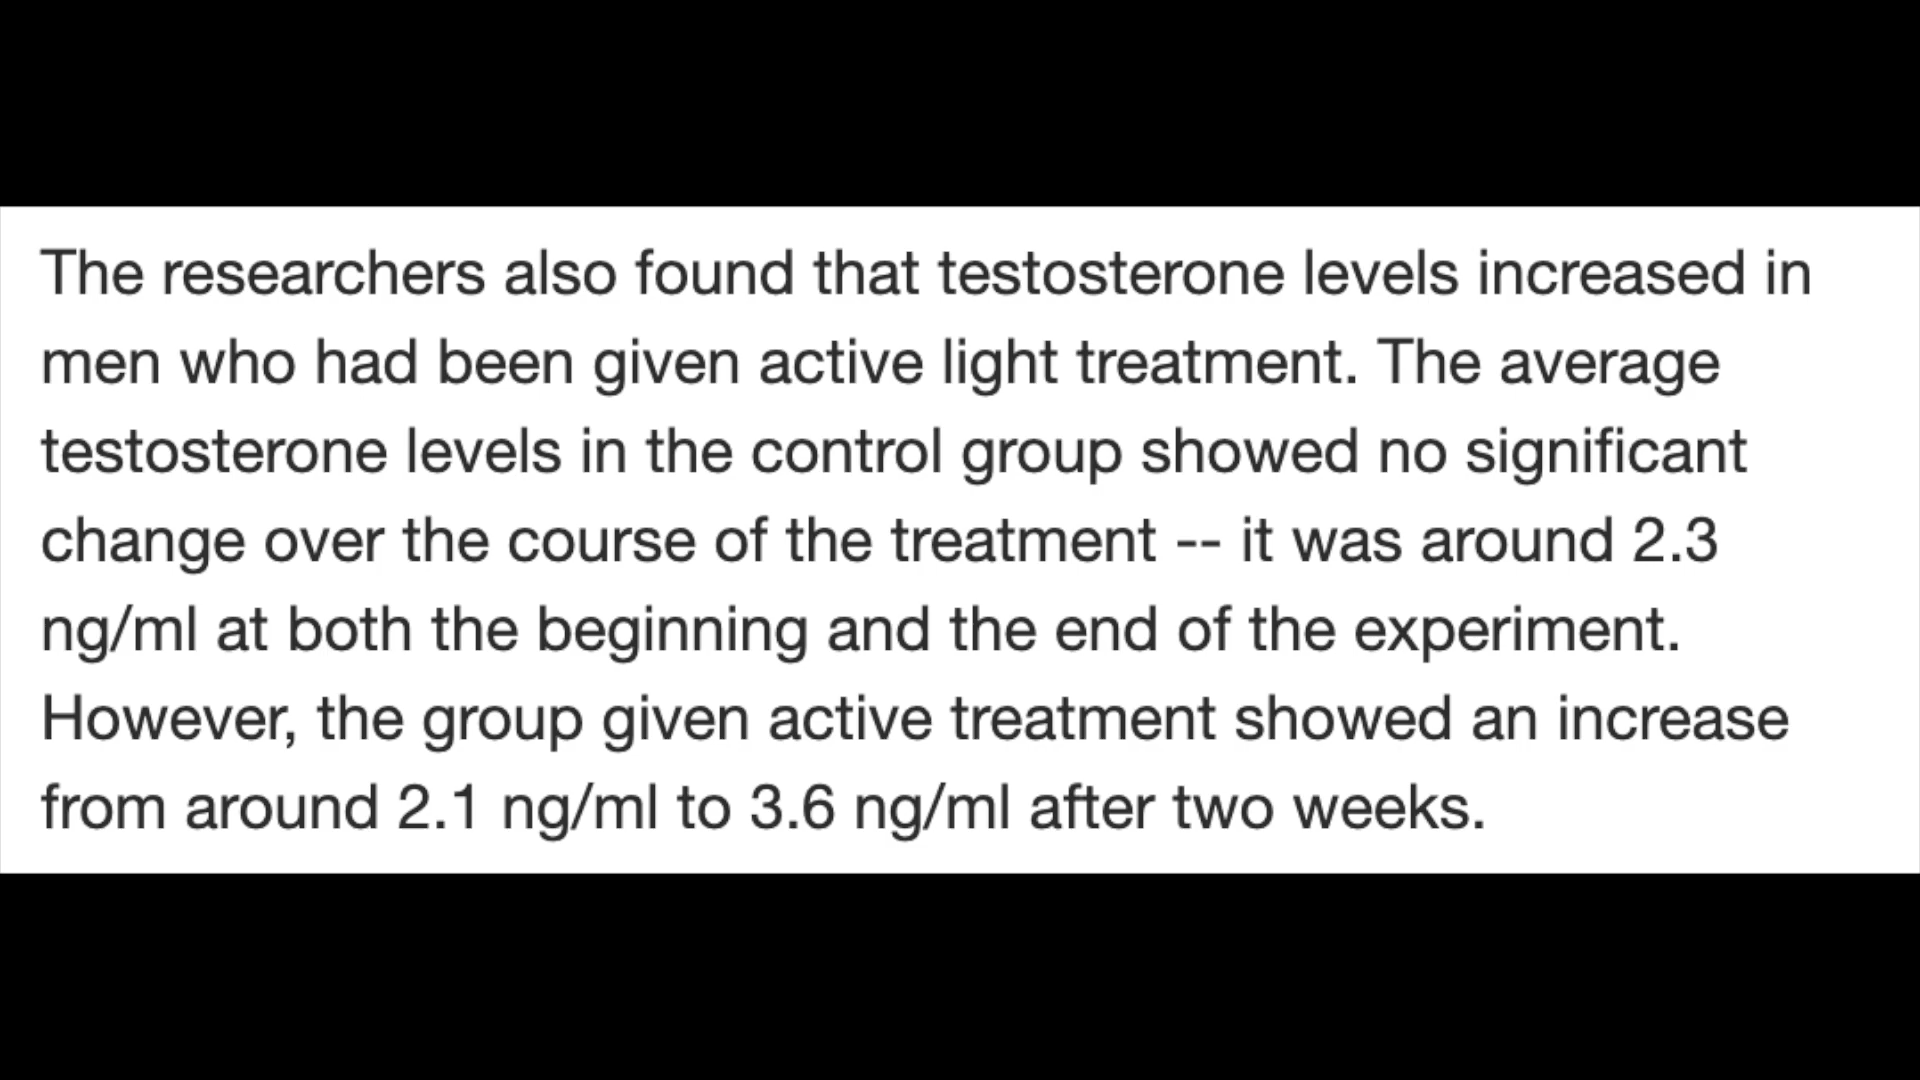 The researchers also found that testosterone levels increased in
men who had been given active light treatment. The average
testosterone levels in the control group showed no significant
change over the course of the treatment -- it was around 2.3
ng/ml at both the beginning and the end of the experiment.
However, the group given active treatment showed an increase
from around 2.1 ng/ml to 3.6 ng/ml after two weeks.